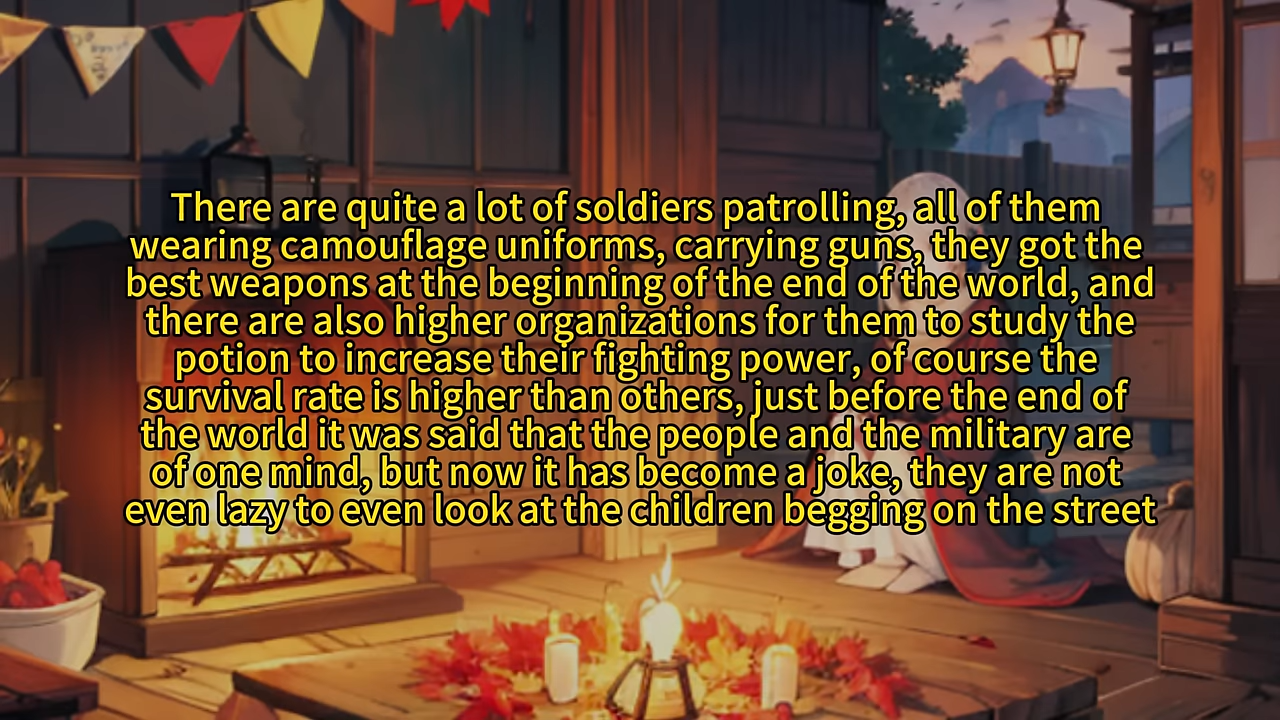 There are quite a lot of soldiers patrolling, all of them
wearing camouflage uniforms, carrying guns, they got the
best weapons at the beginning of the end of the world, and
there are also higher organizations for them to study the
potion to increase their fighting power, of course the
survival rate is higher than others, just before the end of
the world it was said that the people and the military are
of one mind, but now it has become a joke, they are not
even lazy to even look at the children begging on the street